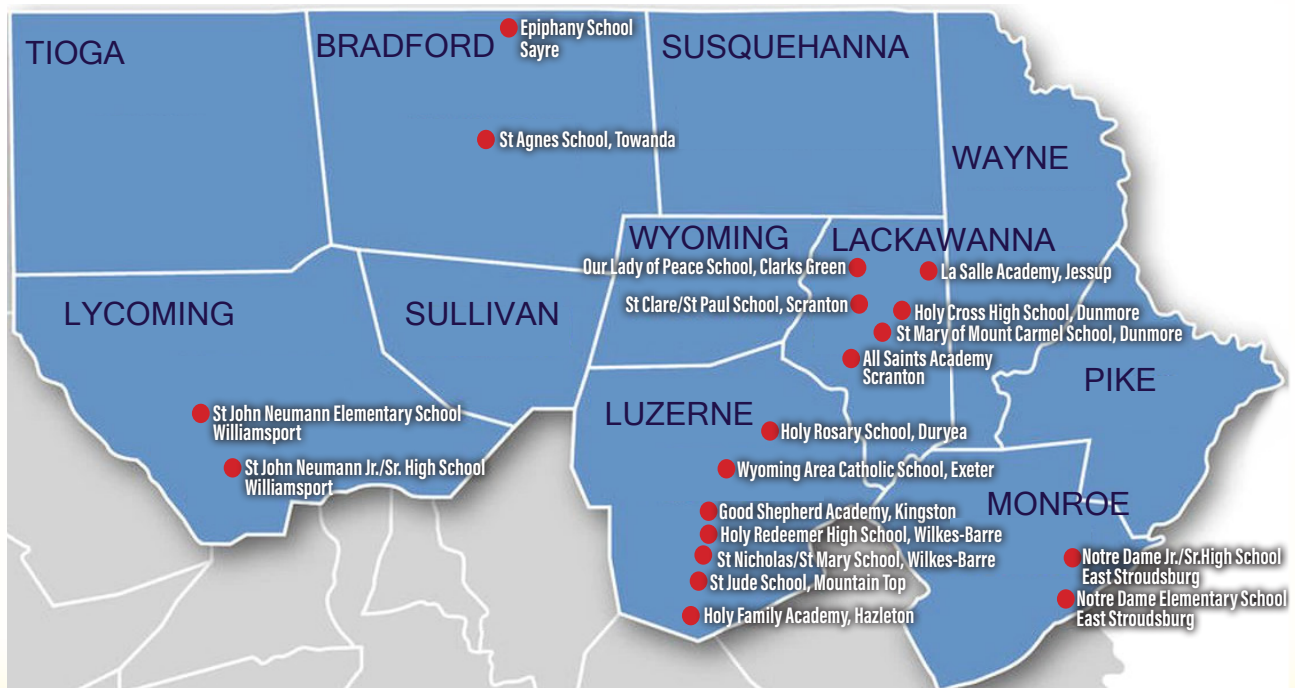 TIOGA
BRADFORD
Epiphany School
Sayre
SUSQUEHANNA
St Agnes School, Towanda
WAYNE
WYOMING
LACKAWANNA
Our Lady of Peace School, Clarks Green
La Salle Academy, Jessup
LYCOMING
SULLIVAN
St Clare/St Paul School, Scranton
Holy Cross High School, Dunmore
St Mary of Mount Carmel School, Dunmore
All Saints Academy
Scranton
PIKE
St John Neumann Elementary School
Williamsport
LUZERNE
Holy Rosary School, Duryea
St John Neumann Jr./Sr. High School
Williamsport
Wyoming Area Catholic School, Exeter
MONROE
Good Shepherd Academy, Kingston
Holy Redeemer High School, Wilkes-Barre
St Nicholas/St Mary School, Wilkes-Barre
St Jude School, Mountain Top
Holy Family Academy, Hazleton
Notre Dame Jr./Sr.High School
East Stroudsburg
Notre Dame Elementary School
East Stroudsburg